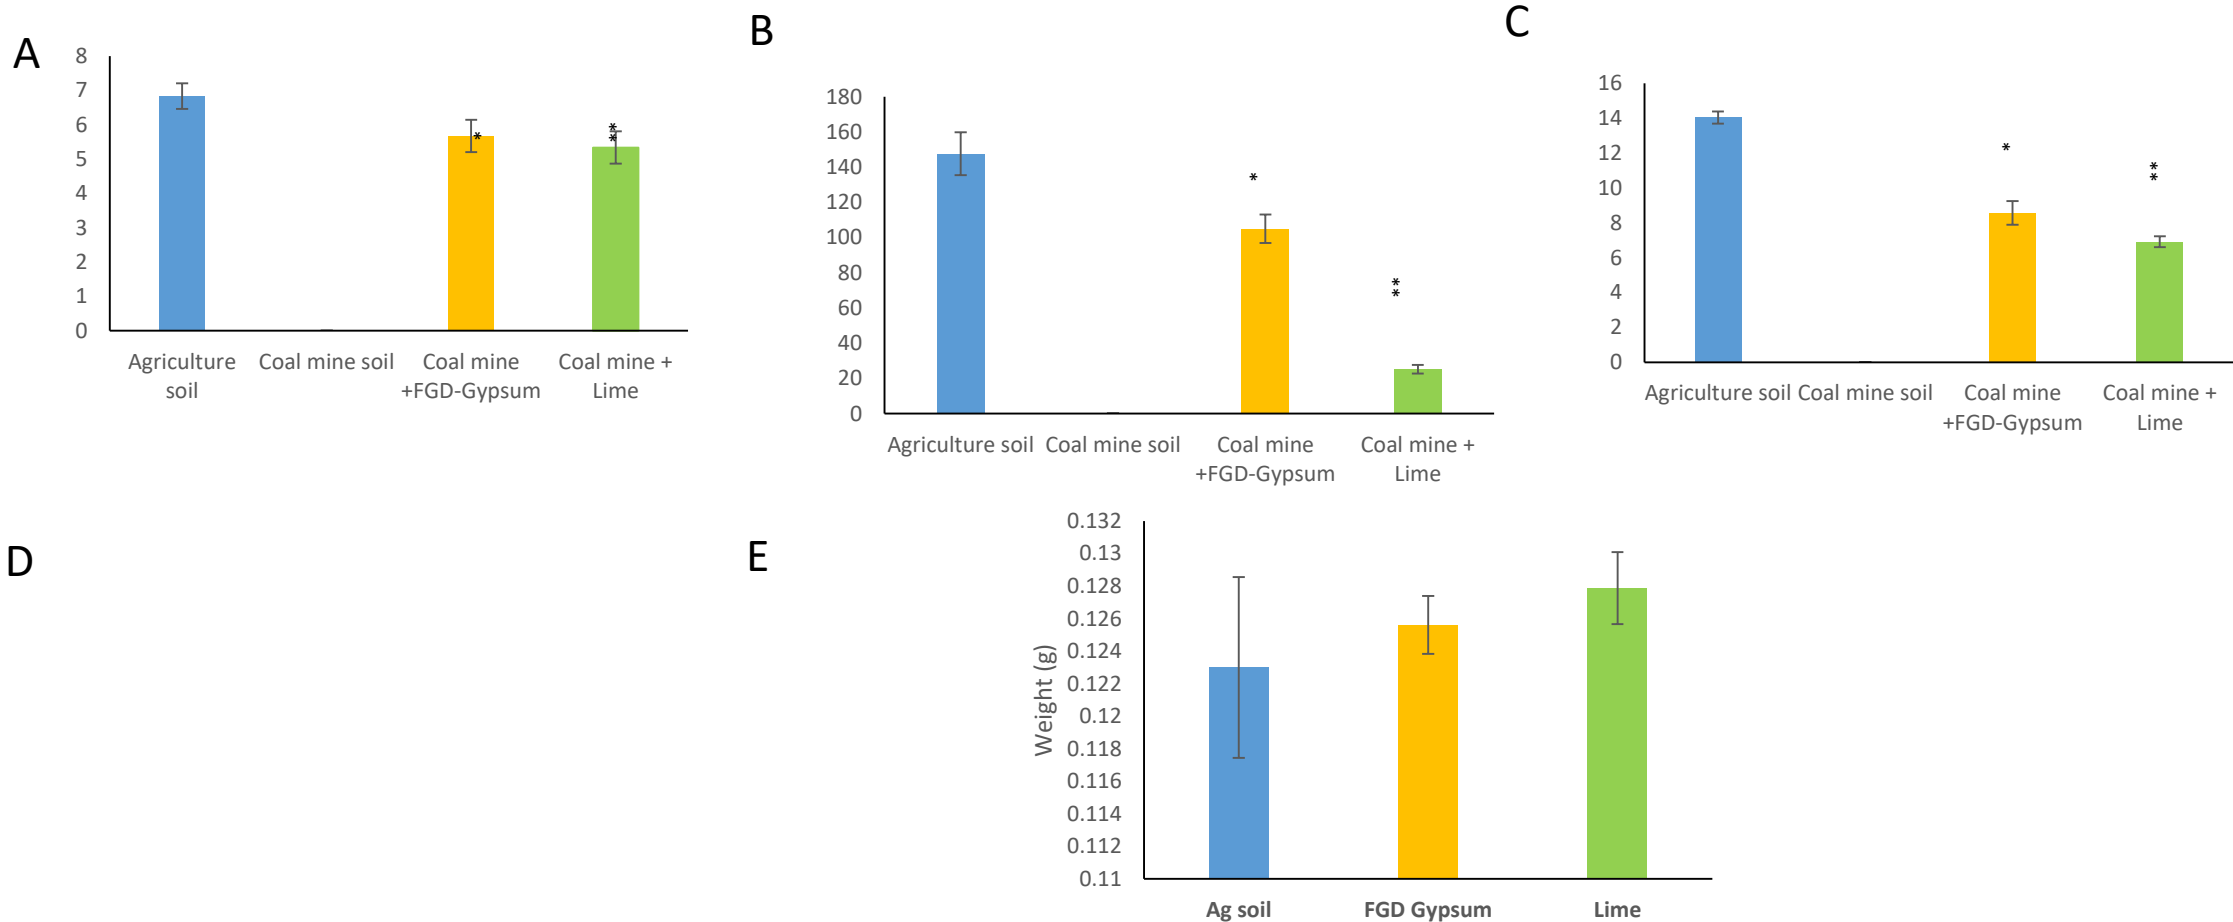 A
8
7
6
5
4
3
2
1
0
*
**
Agriculture soil
Coal mine soil
Coal mine +FGD-Gypsum
Coal mine + Lime
B
180
160
140
120
100
80
60
40
20
0
*
**
Agriculture soil
Coal mine soil
Coal mine +FGD-Gypsum
Coal mine + Lime
C
16
14
12
10
8
6
4
2
0
*
**
Agriculture soil
Coal mine soil
Coal mine +FGD-Gypsum
Coal mine + Lime
D
E
Weight (g)
0.132
0.13
0.128
0.126
0.124
0.122
0.12
0.118
0.116
0.114
0.112
0.11
Ag soil
FGD Gypsum
Lime